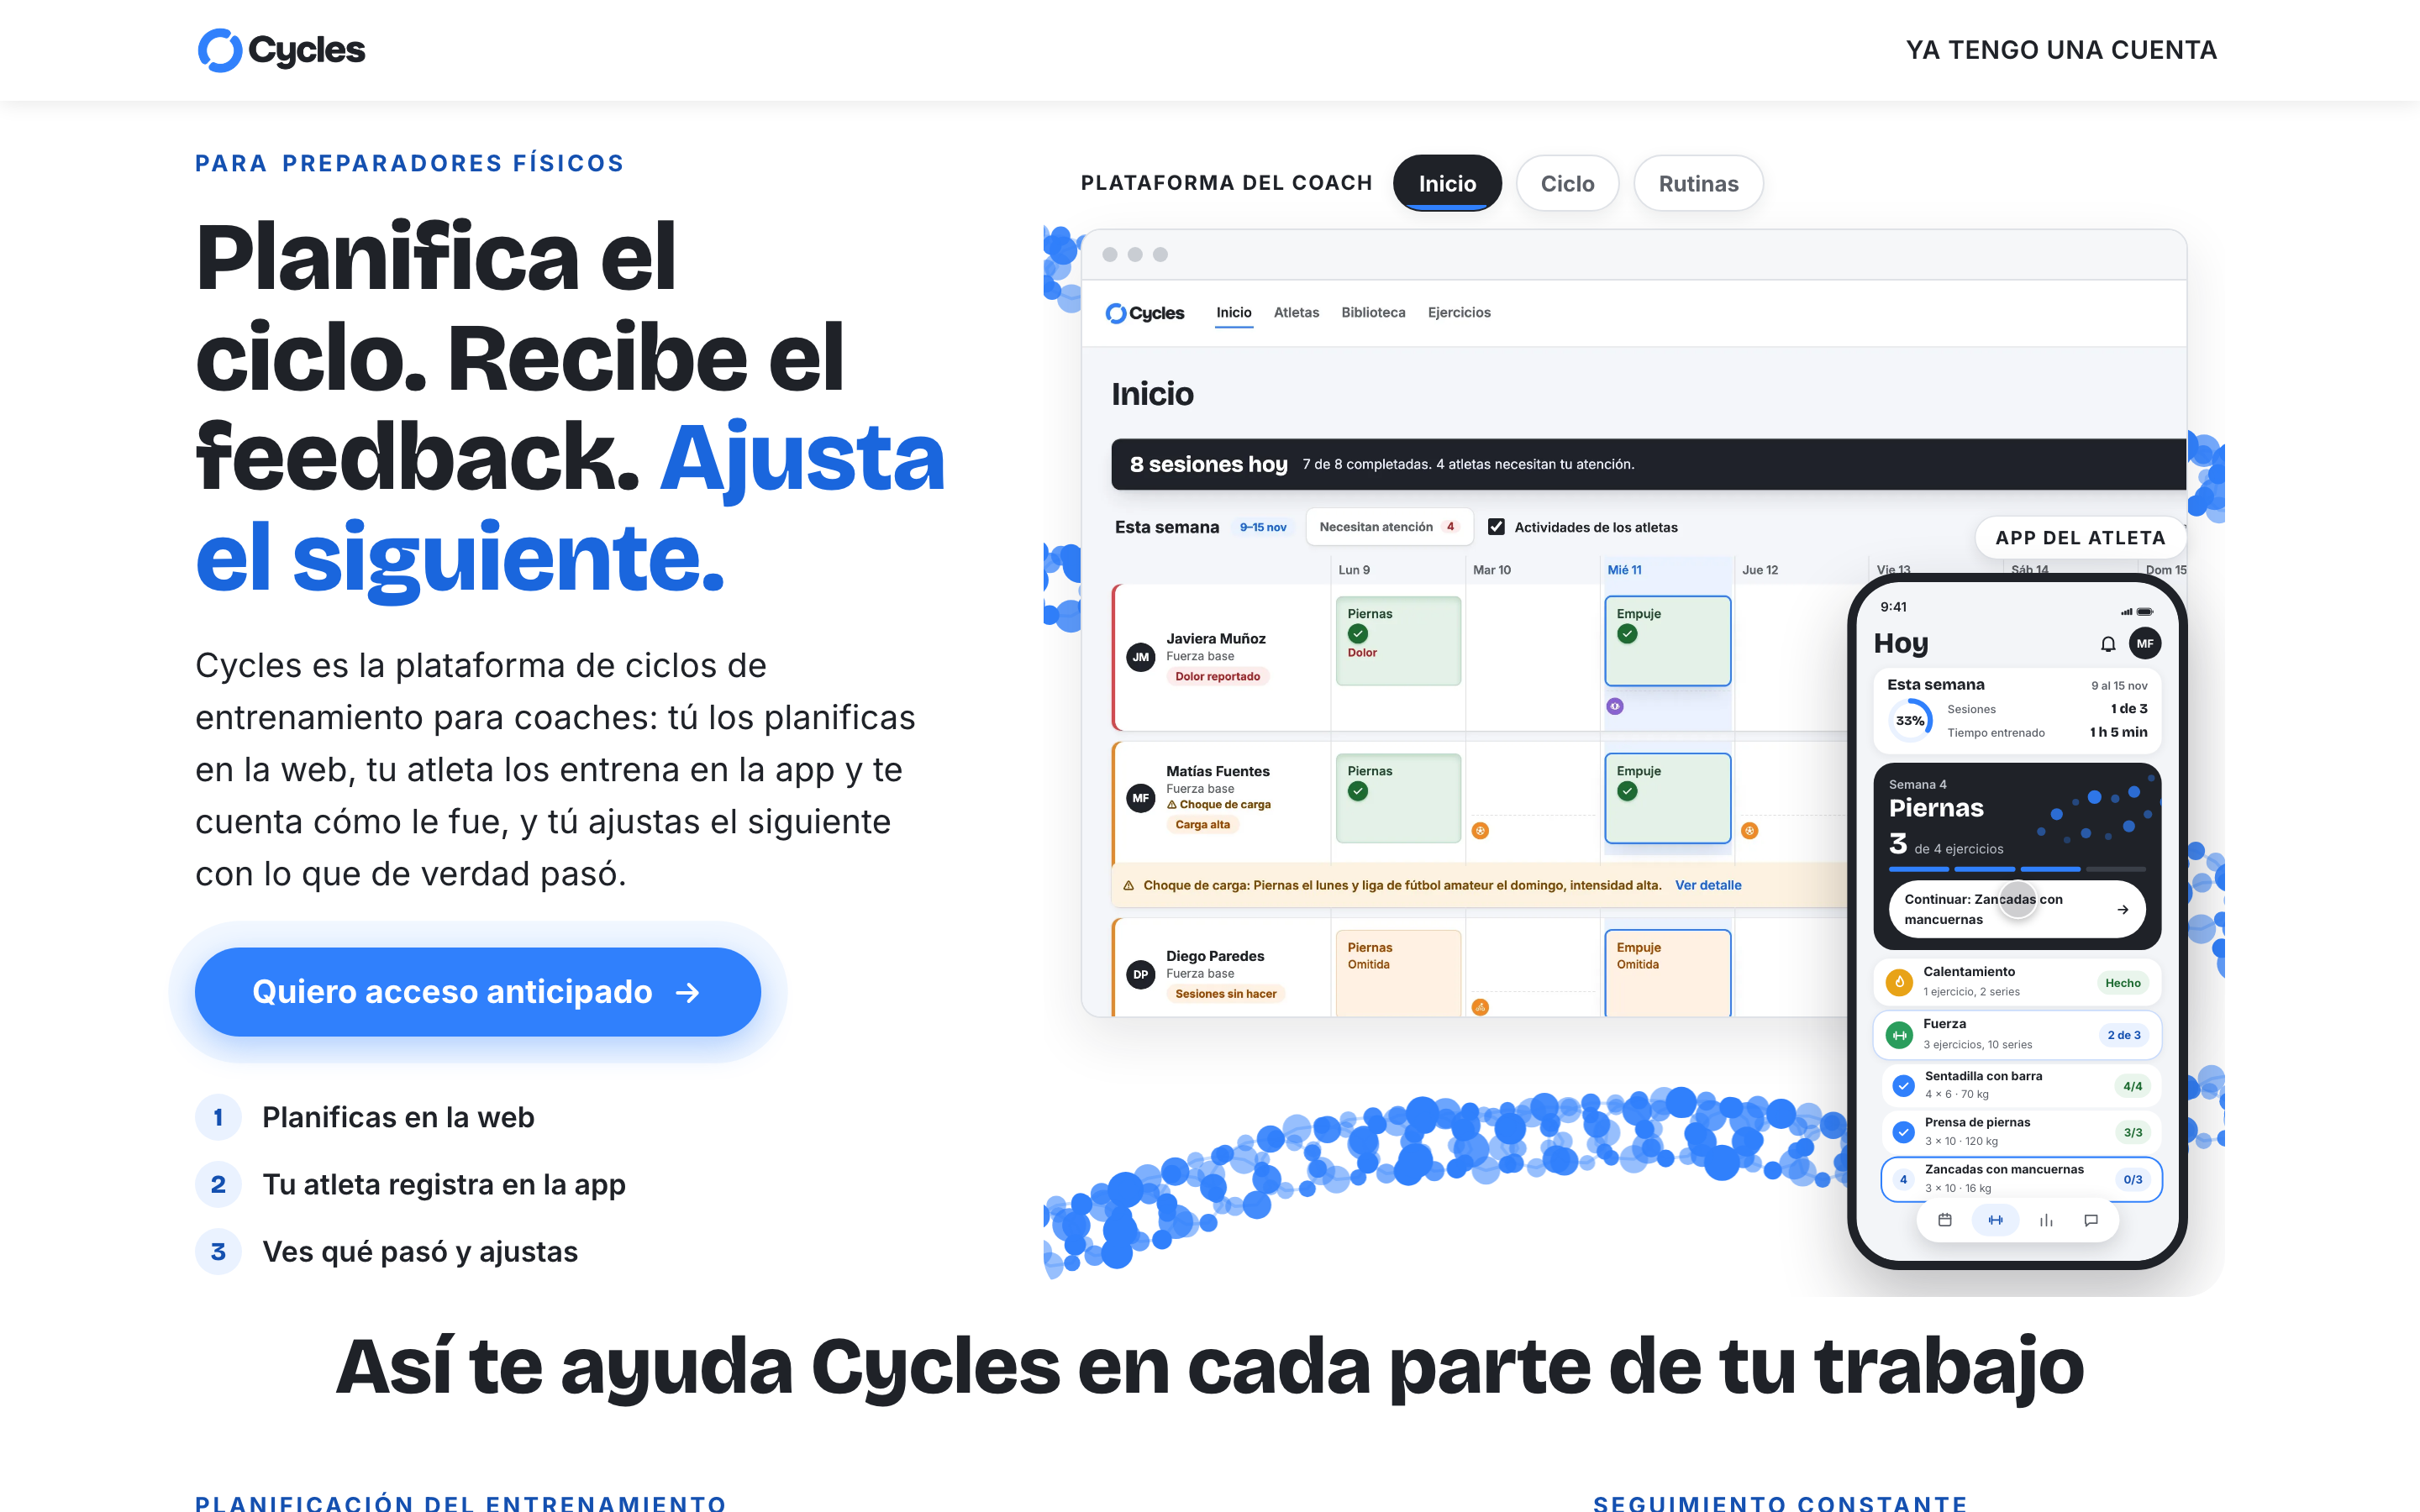 Cycles
YA TENGO UNA CUENTA
PARA PREPARADORES FÍSICOS
Planifica el
ciclo. Recibe el
feedback. Ajusta
el siguiente.
Cycles es la plataforma de ciclos de
entrenamiento para coaches: tú los planificas
en la web, tu atleta los entrena en la app y te
cuenta cómo le fue, y tú ajustas el siguiente
con lo que de verdad pasó.
Quiero acceso anticipado
1 Planificas en la web
2 Tu atleta registra en la app
3 Ves qué pasó y ajustas
PLATAFORMA DEL COACH Inicio Ciclo Rutinas
Cycles Inicio Atletas Biblioteca Ejercicios
Inicio
8 sesiones hoy 7 de 8 completadas. 4 atletas necesitan tu atención.
Esta semana 9–15 nov Necesitan atención 4 Actividades de los atletas
Lun 9 Mar 10 Mié 11 Jue 12 Vie 13 Sáb 14 Dom 15
JM Javiera Muñoz
Fuerza base
Dolor reportado
Piernas
Dolor
Empuje
MF Matías Fuentes
Fuerza base
Choque de carga
Carga alta
Piernas
Empuje
Choque de carga: Piernas el lunes y liga de fútbol amateur el domingo, intensidad alta. Ver detalle
DP Diego Paredes
Fuerza base
Sesiones sin hacer
Piernas
Omitida
Empuje
Omitida
APP DEL ATLETA
9:41
Hoy MF
Esta semana 9 al 15 nov
33%
Sesiones 1 de 3
Tiempo entrenado 1 h 5 min
Semana 4
Piernas
3 de 4 ejercicios
Continuar: Zancadas con
mancuernas
Calentamiento
1 ejercicio, 2 series
Hecho
Fuerza
3 ejercicios, 10 series
2 de 3
Sentadilla con barra
4 × 6 · 70 kg
4/4
Prensa de piernas
3 × 10 · 120 kg
3/3
4 Zancadas con mancuernas
3 × 10 · 16 kg
0/3
Así te ayuda Cycles en cada parte de tu trabajo
PLANIFICACIÓN DEL ENTRENAMIENTO
SEGUIMIENTO CONSTANTE